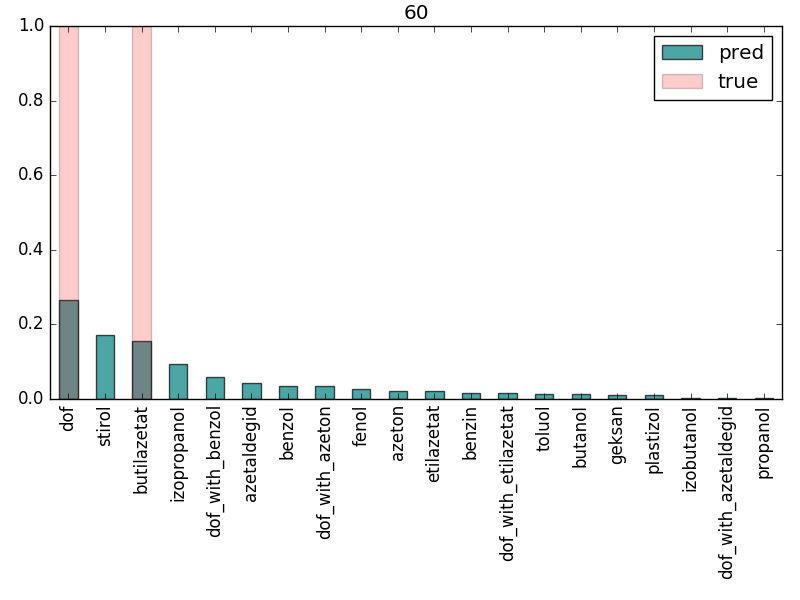 60
1.0
0.8
0.6
0.4
0.2
0.0
pred
true
dof
stirol
butilazetat
izopropanol
dof_with_benzol
azetaldegid
benzol
dof_with_azeton
fenol
azeton
etilazetat
benzin
dof_with_etilazetat
toluol
butanol
geksan
plastizol
izobutanol
dof_with_azetaldegid
propanol